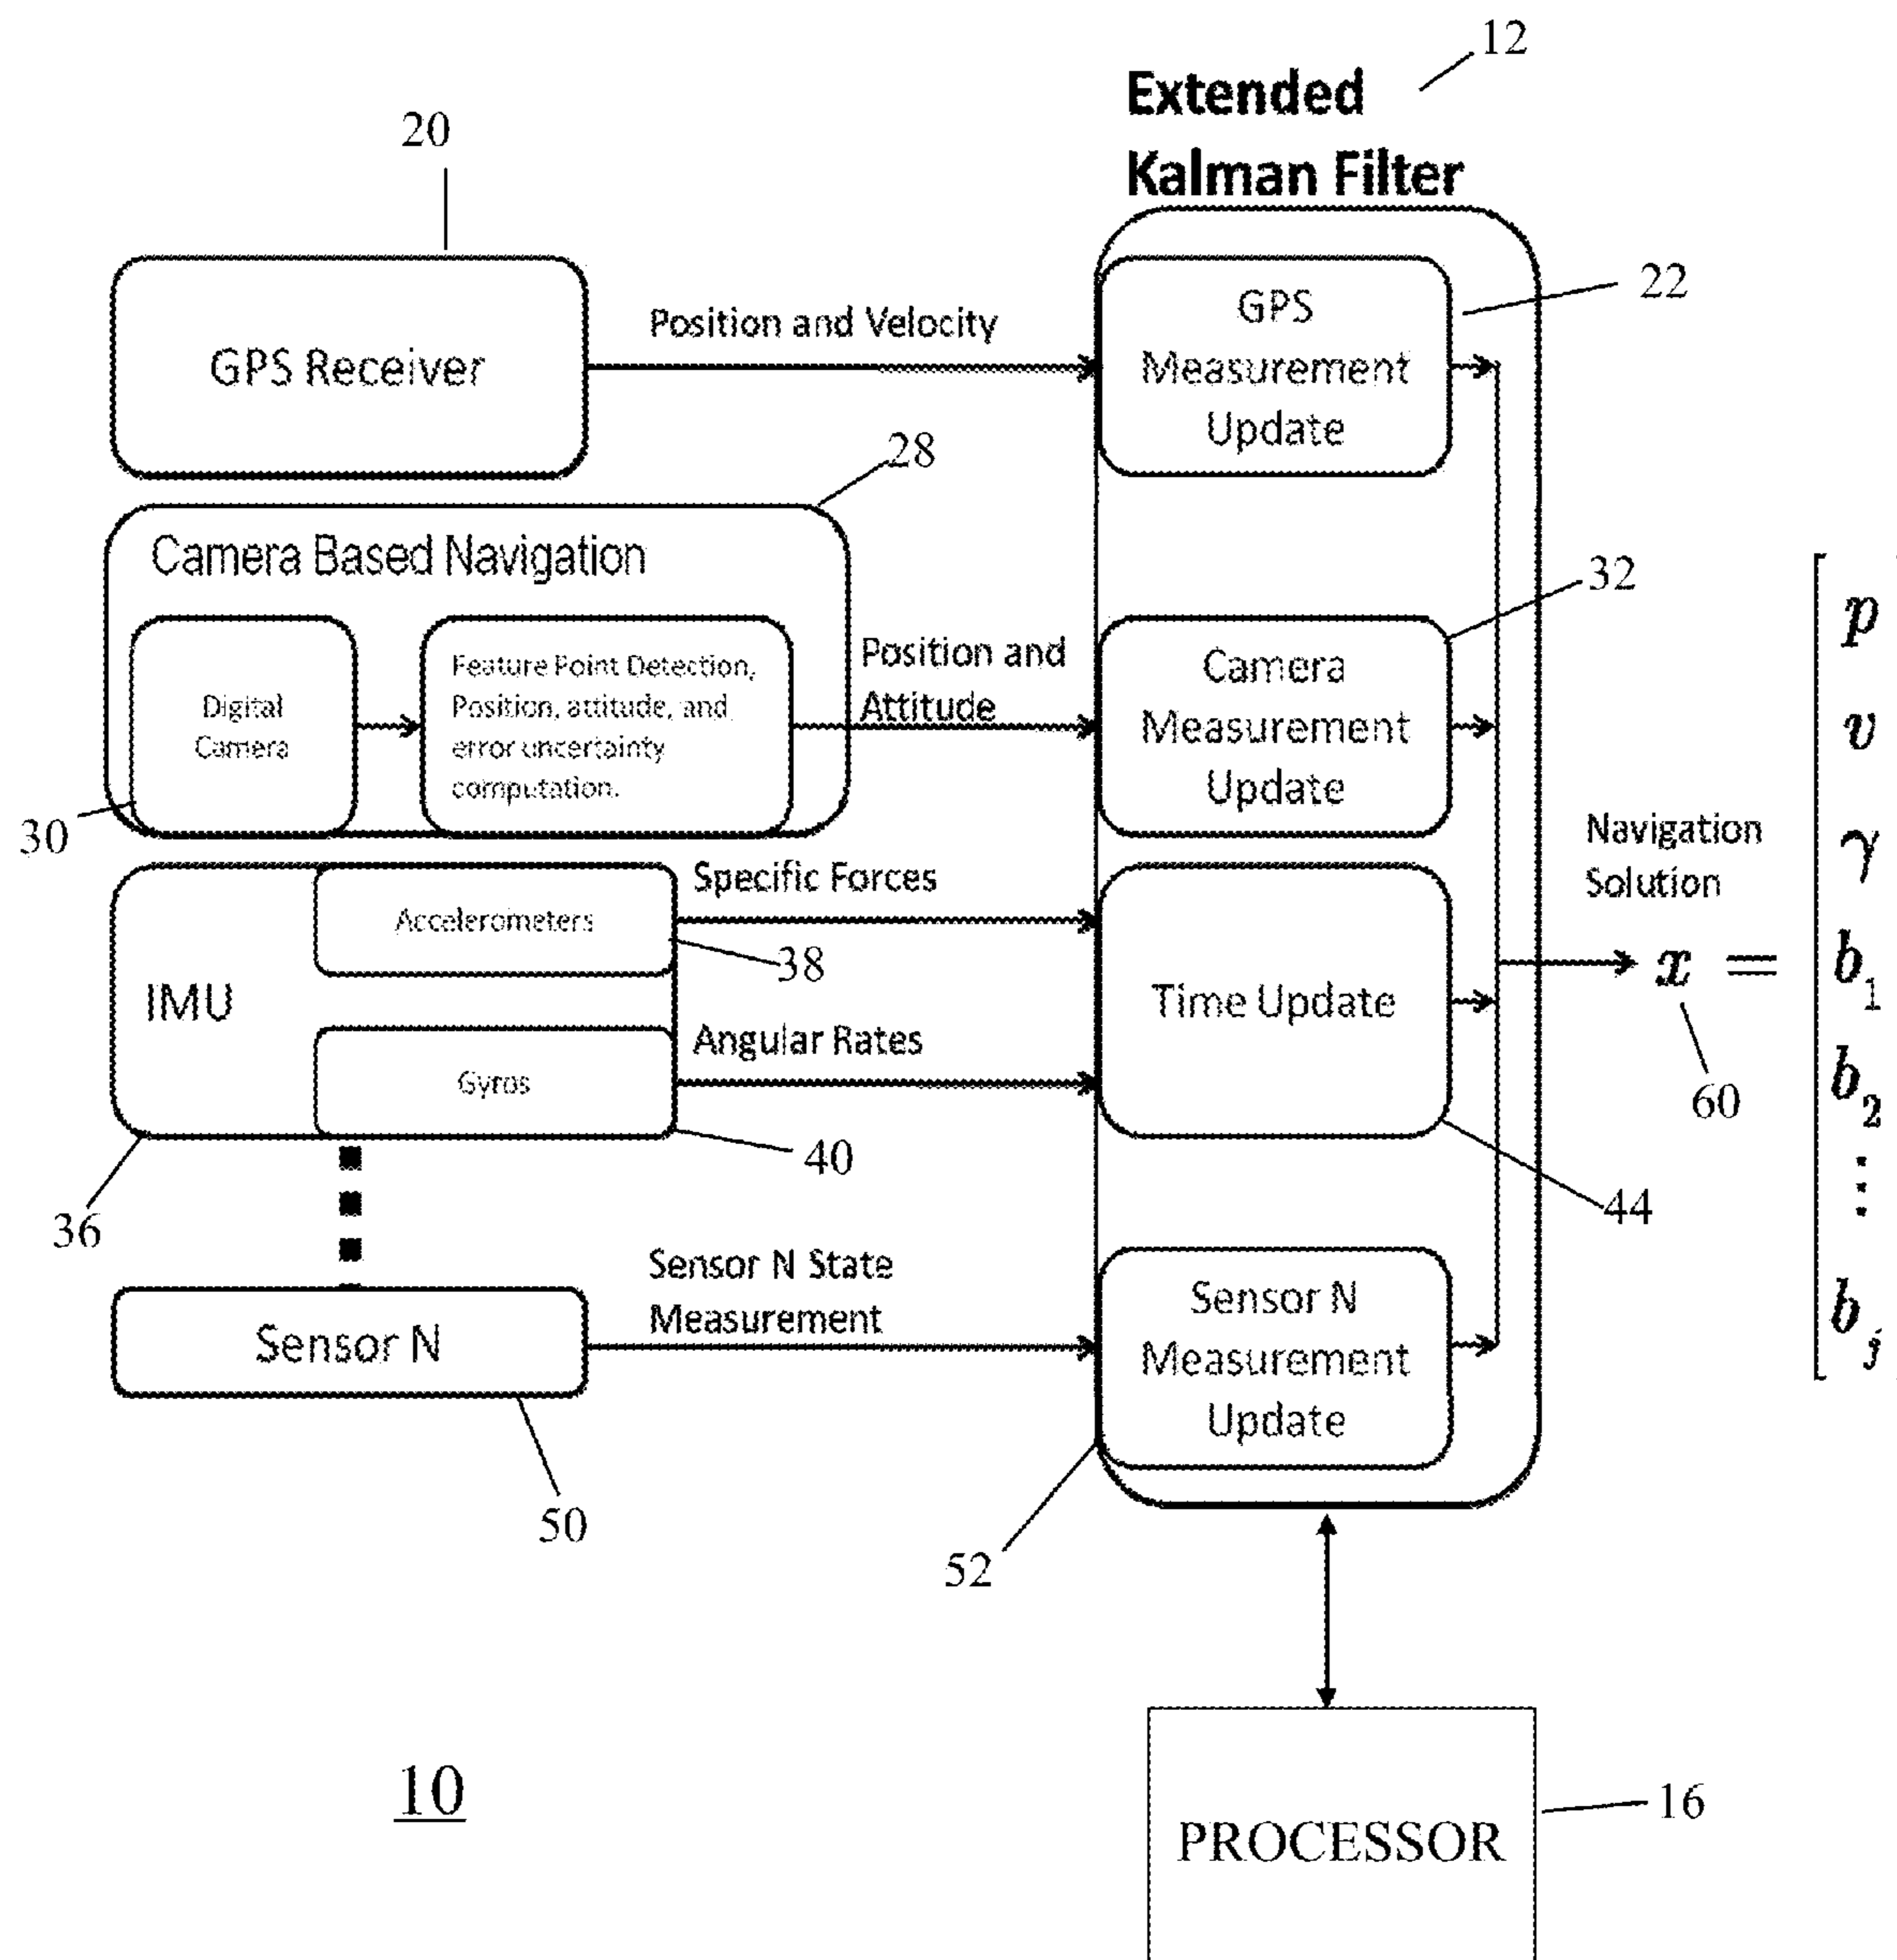 12
Extended
Kalman Filter
20
GPS Receiver
Position and Velocity
GPS
Measurement
Update
22
28
Camera Based Navigation
Digital
Camera
30
Feature Point Detection,
Position, attitude, and
error uncertainty
computation.
Position and
Attitude
Camera
Measurement
Update
32
IMU
Accelerometers
38
Specific Forces
Gyros
40
Angular Rates
36
Time Update
44
Sensor N
50
Sensor N State
Measurement
Sensor N
Measurement
Update
52
Navigation
Solution
x =
60
p
v
γ
b1
b2
⋮
bj
10
PROCESSOR
16